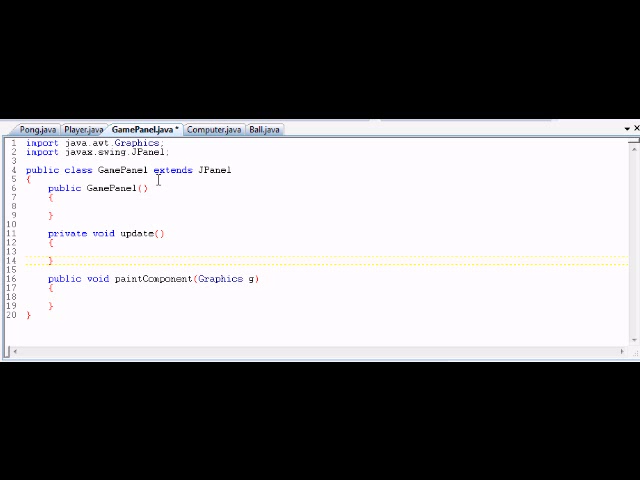 Pong.java Player.java GamePanel.java * Computer.java Ball.java
1 import java.awt.Graphics;
2 import javax.swing.JPanel;
3
4 public class GamePanel extends JPanel
5 {
6 public GamePanel()
7 {
8
9 }
10
11 private void update()
12 {
13
14 }
15
16 public void paintComponent(Graphics g)
17 {
18
19 }
20 }